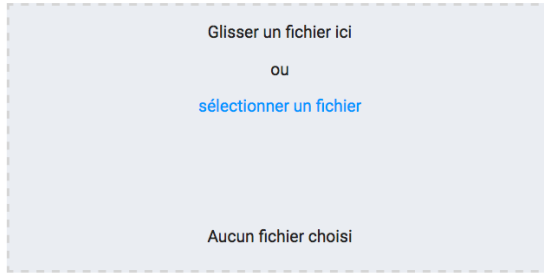 Glisser un fichier ici
ou
sélectionner un fichier
Aucun fichier choisi